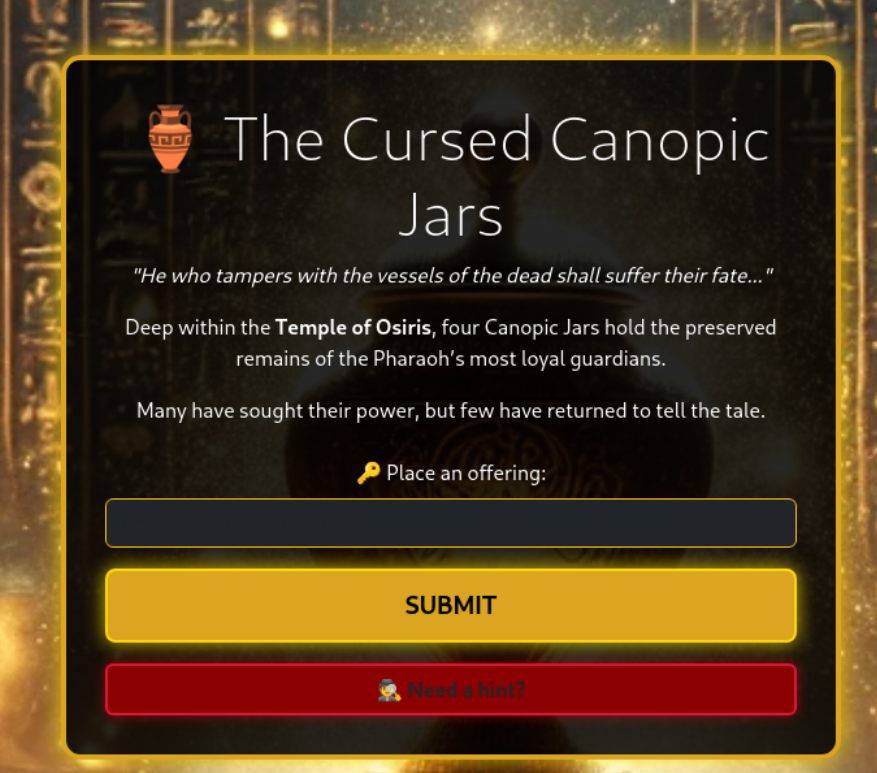 The Cursed Canopic
Jars
"He who tampers with the vessels of the dead shall suffer their fate..."
Deep within the Temple of Osiris, four Canopic Jars hold the preserved
remains of the Pharaoh’s most loyal guardians.
Many have sought their power, but few have returned to tell the tale.
🔑 Place an offering:
SUBMIT
🕵️ Need a hint?